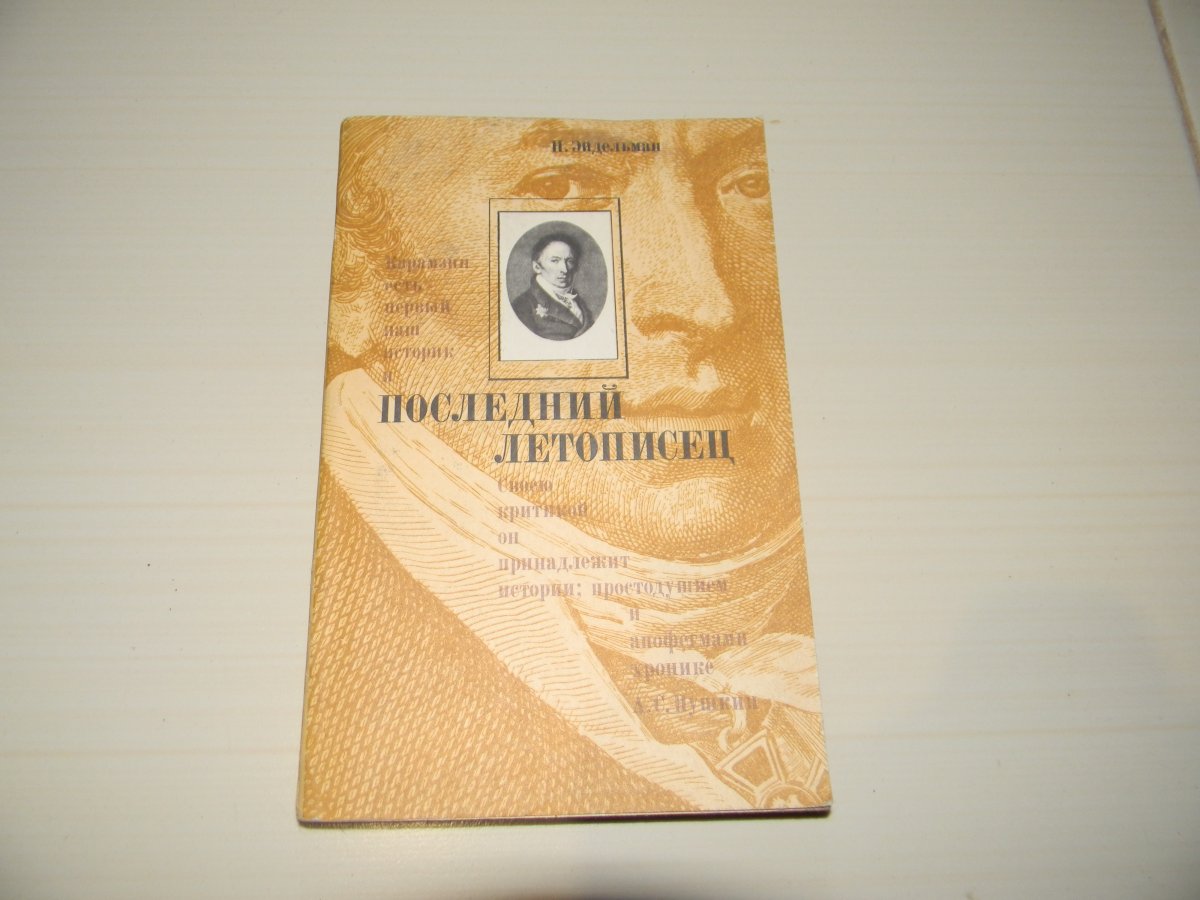 Н. Эйдельман
Карамзин
есть
первый
наш
историк
и
ПОСЛЕДНИЙ
ЛЕТОПИСЕЦ
Своею
критикой
он
принадлежит
истории; простодушием
и
апофегмами
хронике
А.С. Пушкин